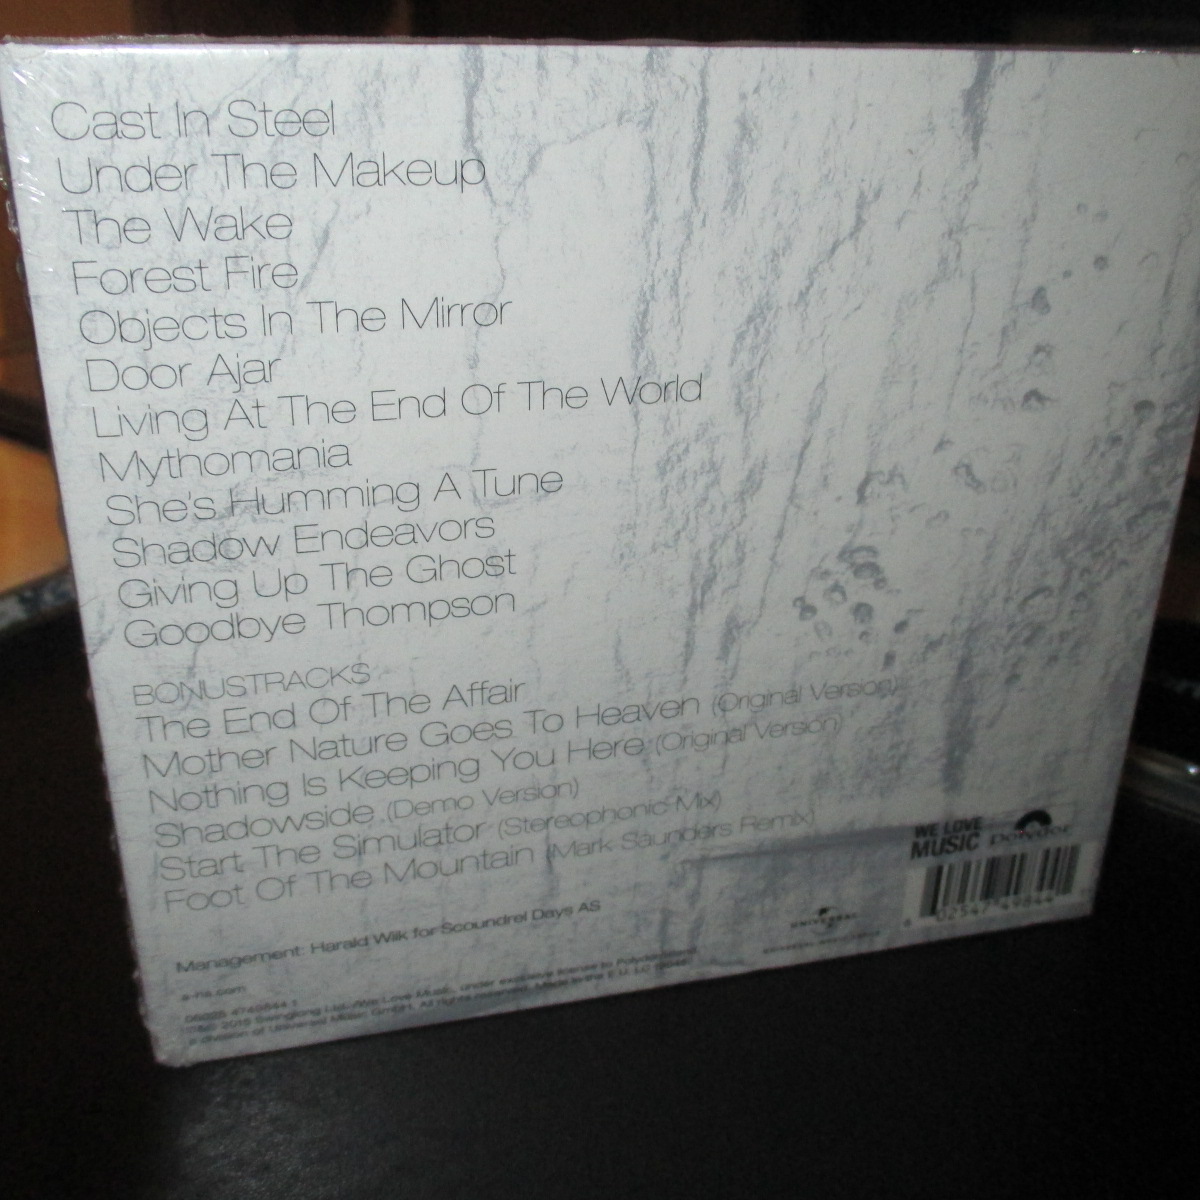 Cast In Steel
Under The Makeup
The Wake
Forest Fire
Objects In The Mirror
Door Ajar
Living At The End Of The World
Mythomania
She's Humming A Tune
Shadow Endeavors
Giving Up The Ghost
Goodbye Thompson
BONUSTRACKS
The End Of The Affair
Mother Nature Goes To Heaven (Original Version)
Nothing Is Keeping You Here (Original Version)
Shadowside (Demo Version)
Start The Simulator (Stereophonic Mix)
Foot Of The Mountain (Mark Saunders Remix)
Management: Harald Wiik for Scoundrel Days AS
a-ha.com
WE LOVE
MUSIC
polydor
UNIVERSAL
6 02547 49844